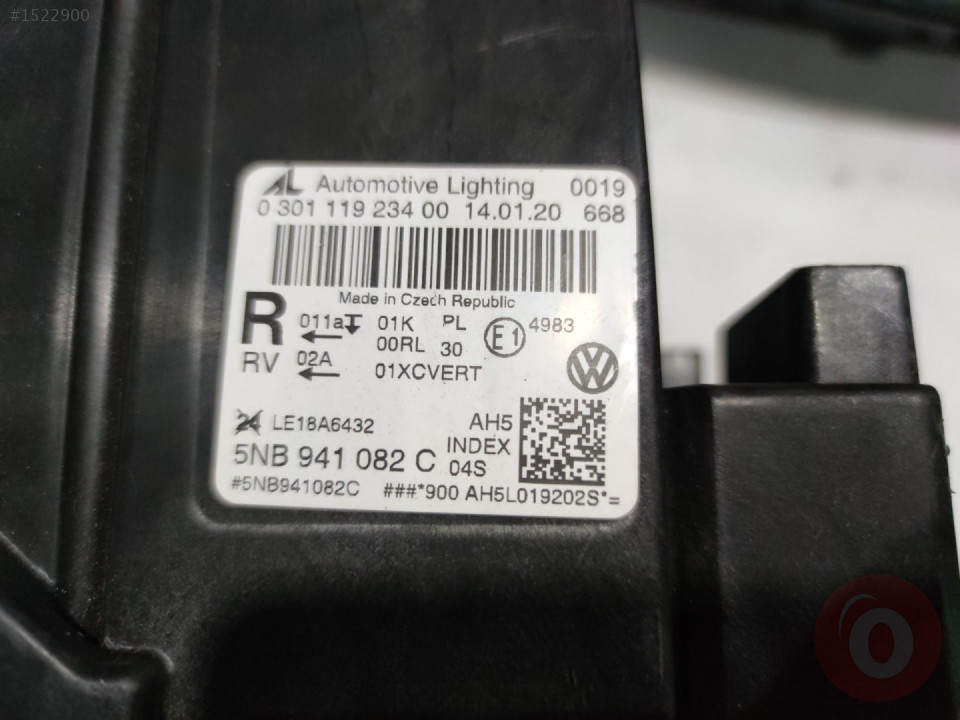 #1522900
AL Automotive Lighting 0019
0 301 119 234 00 14.01.20 668
Made in Czech Republic
R 011a 01K PL E1 4983
00RL 30
RV 02A 01XCVERT
24 LE18A6432 AH5
5NB 941 082 C INDEX 04S
#5NB941082C ###*900 AH5L019202S*=